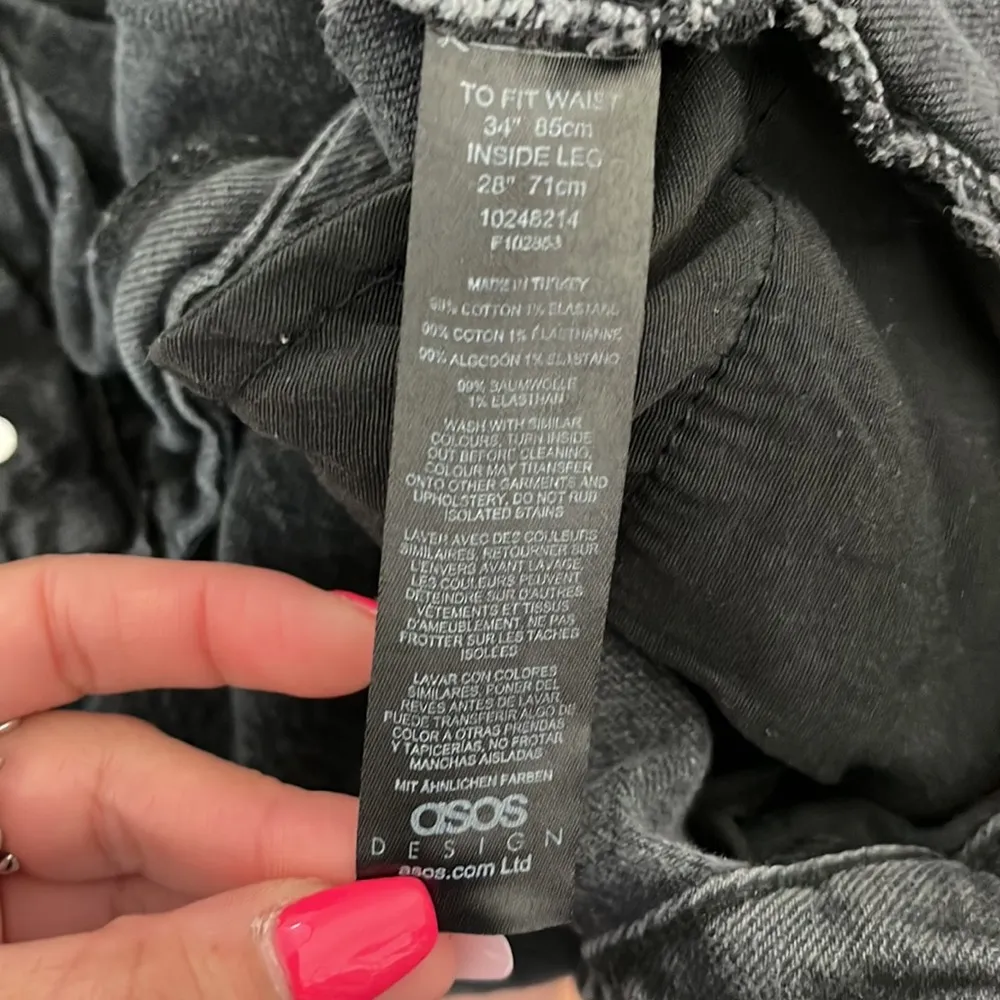 TO FIT WAIST
34" 85cm
INSIDE LEG
28" 71cm
10248214
F102853
MADE IN TURKEY
99% COTTON 1% ELASTANE
99% COTON 1% ÉLASTHANNE
99% ALGODÓN 1% ELASTANO
99% BAUMWOLLE
1% ELASTHAN
WASH WITH SIMILAR
COLOURS, TURN INSIDE
OUT BEFORE CLEANING,
COLOUR MAY TRANSFER
ONTO OTHER GARMENTS AND
UPHOLSTERY, DO NOT RUB
ISOLATED STAINS
LAVER AVEC DES COULEURS
SIMILAIRES, RETOURNER SUR
L'ENVERS AVANT LAVAGE,
LES COULEURS PEUVENT
DÉTEINDRE SUR D'AUTRES
VÊTEMENTS ET TISSUS
D'AMEUBLEMENT, NE PAS
FROTTER SUR LES TÂCHES
ISOLÉES
LAVAR CON COLORES
SIMILARES, PONER DEL
REVÉS ANTES DE LAVAR,
PUEDE TRANSFERIR ALGO DE
COLOR A OTRAS PRENDAS
Y TAPICERÍAS, NO FROTAR
MANCHAS AISLADAS
MIT ÄHNLICHEN FARBEN
asos
DESIGN
asos.com Ltd